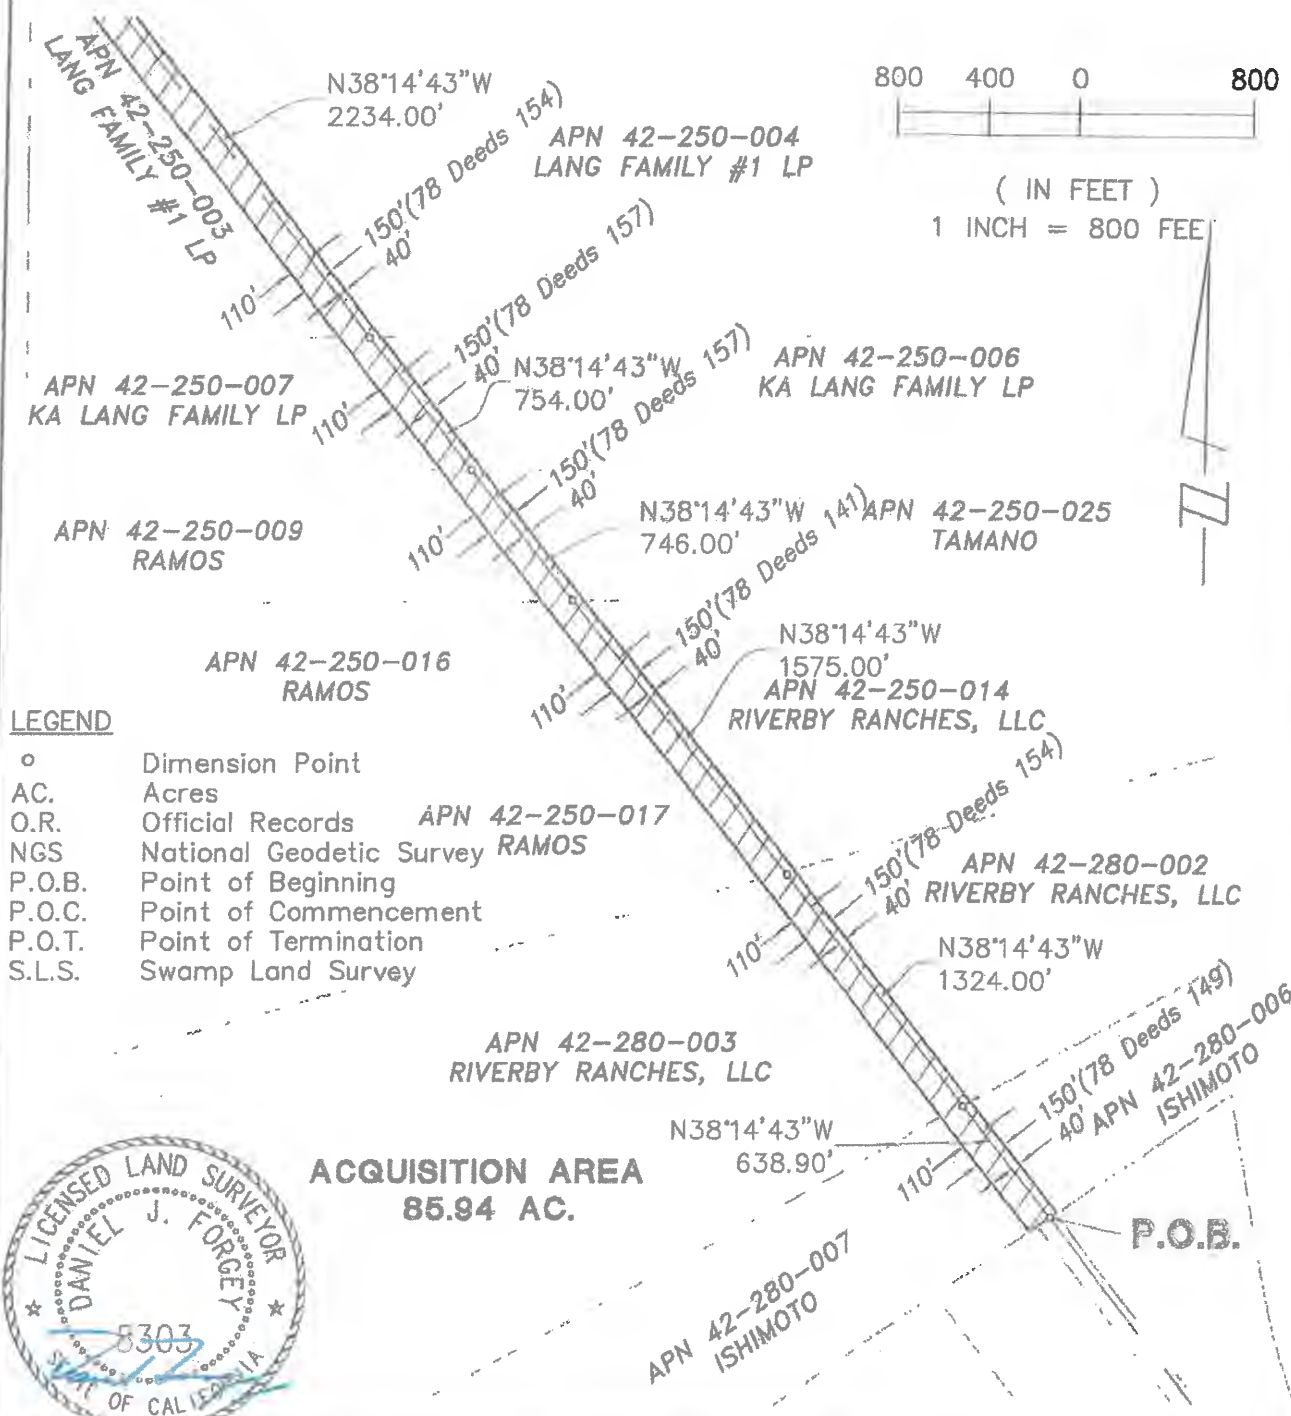 800 400 0 800
( IN FEET )
1 INCH = 800 FEE
APN 42-250-003
LANG FAMILY #1 LP
N38°14'43"W
2234.00'
APN 42-250-004
LANG FAMILY #1 LP
150'(78 Deeds 154)
40'
110'
150'(78 Deeds 157)
40'
110'
N38°14'43"W
754.00'
APN 42-250-006
KA LANG FAMILY LP
APN 42-250-007
KA LANG FAMILY LP
150'(78 Deeds 157)
40'
110'
N38°14'43"W
746.00'
APN 42-250-025
TAMANO
APN 42-250-009
RAMOS
150'(78 Deeds 141)
40'
110'
N38°14'43"W
1575.00'
APN 42-250-014
RIVERBY RANCHES, LLC
APN 42-250-016
RAMOS
LEGEND
Dimension Point
AC. Acres
O.R. Official Records
NGS National Geodetic Survey
P.O.B. Point of Beginning
P.O.C. Point of Commencement
P.O.T. Point of Termination
S.L.S. Swamp Land Survey
APN 42-250-017
RAMOS
150'(78 Deeds 154)
40'
110'
APN 42-280-002
RIVERBY RANCHES, LLC
N38°14'43"W
1324.00'
APN 42-280-003
RIVERBY RANCHES, LLC
150'(78 Deeds 149)
40'
110'
APN 42-280-006
ISHIMOTO
N38°14'43"W
638.90'
P.O.B.
ACQUISITION AREA
85.94 AC.
APN 42-280-007
ISHIMOTO
LICENSED LAND SURVEYOR
DANIEL J. FORGEY
8303
STATE OF CALIFORNIA